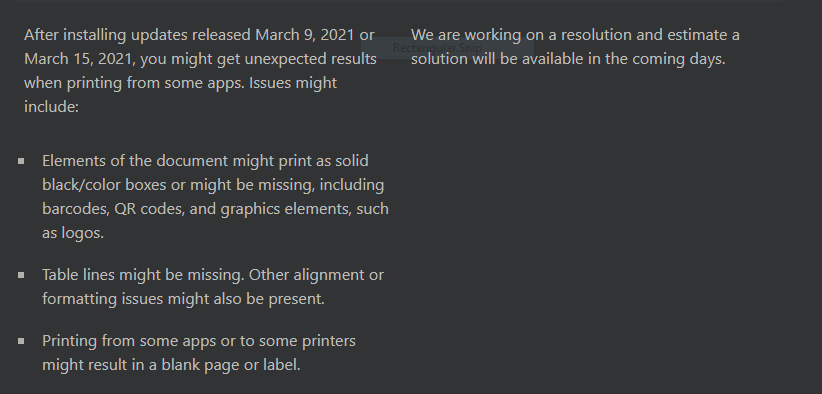 After installing updates released March 9, 2021 or
March 15, 2021, you might get unexpected results
when printing from some apps. Issues might
include:
▪ Elements of the document might print as solid
black/color boxes or might be missing, including
barcodes, QR codes, and graphics elements, such
as logos.
▪ Table lines might be missing. Other alignment or
formatting issues might also be present.
▪ Printing from some apps or to some printers
might result in a blank page or label.
We are working on a resolution and estimate a
solution will be available in the coming days.
Rectangular Snip